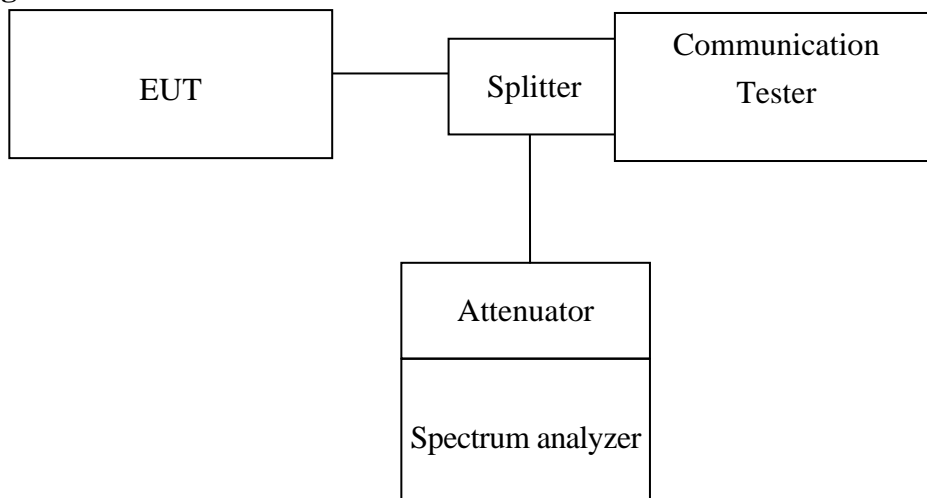 EUT
Splitter
Communication
Tester
Attenuator
Spectrum analyzer